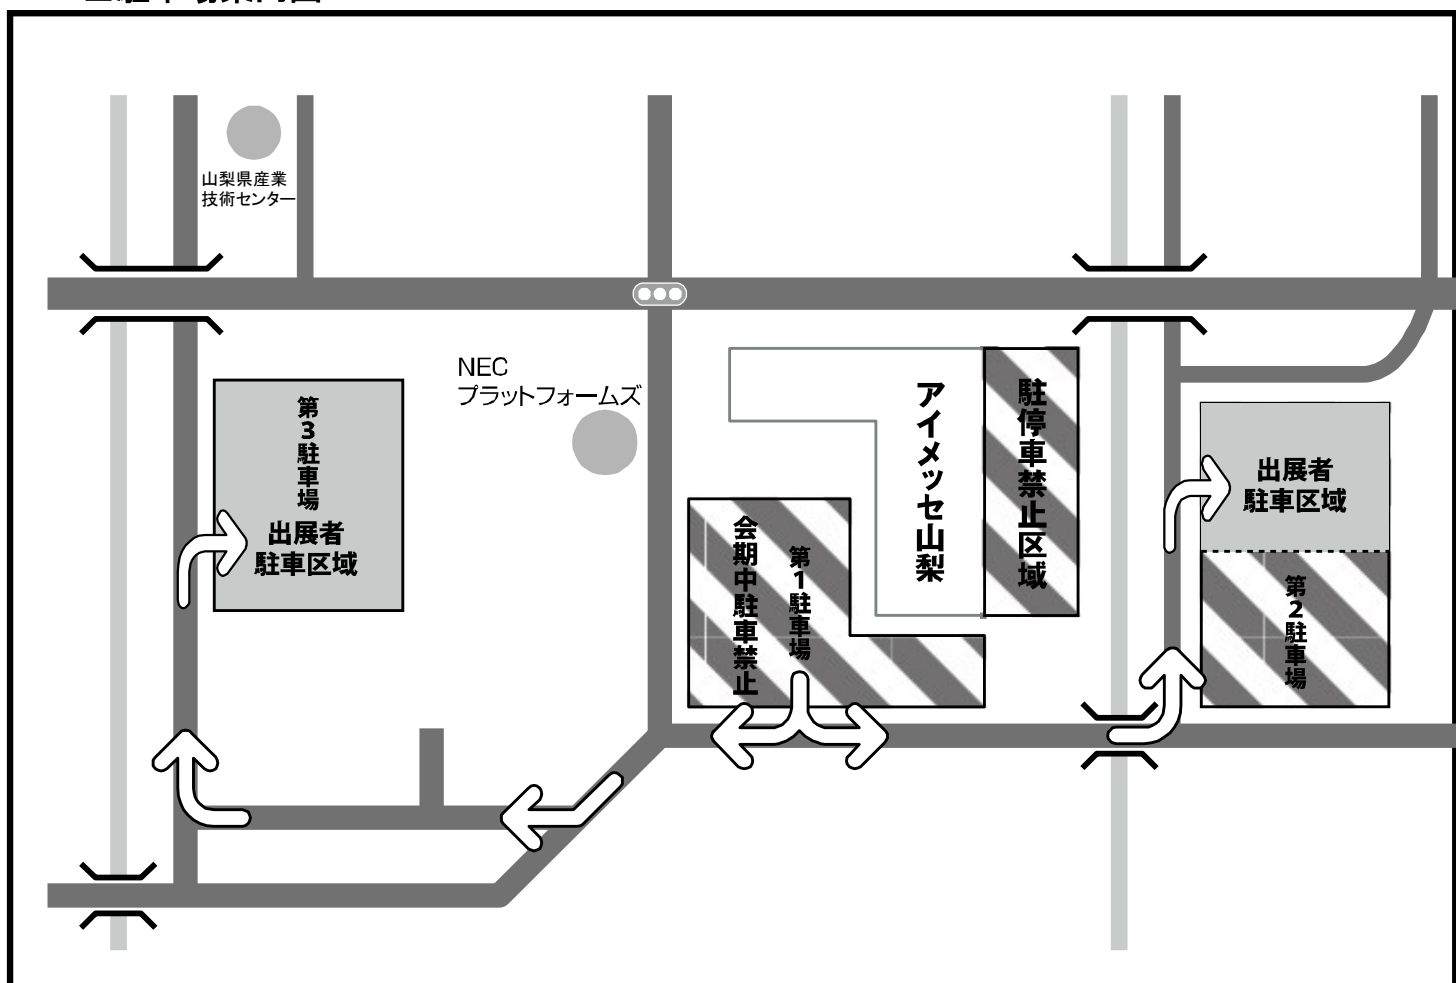 山梨県産業
技術センター
NEC
プラットフォームズ
第3駐車場
出展者
駐車区域
会期中駐車禁止
第1駐車場
アイメッセ山梨
駐停車禁止区域
出展者
駐車区域
第2駐車場